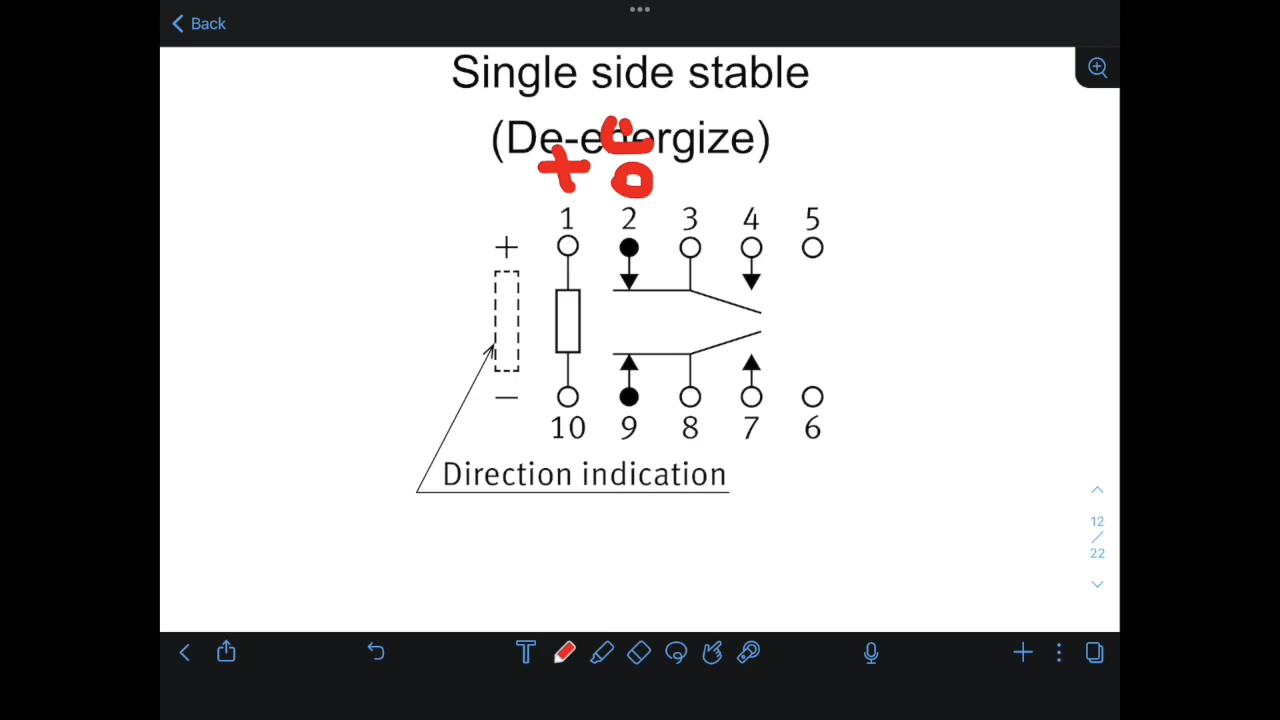 Back
Single side stable
(De-energize)
1 2 3 4 5
+
−
10 9 8 7 6
Direction indication
12
/
22